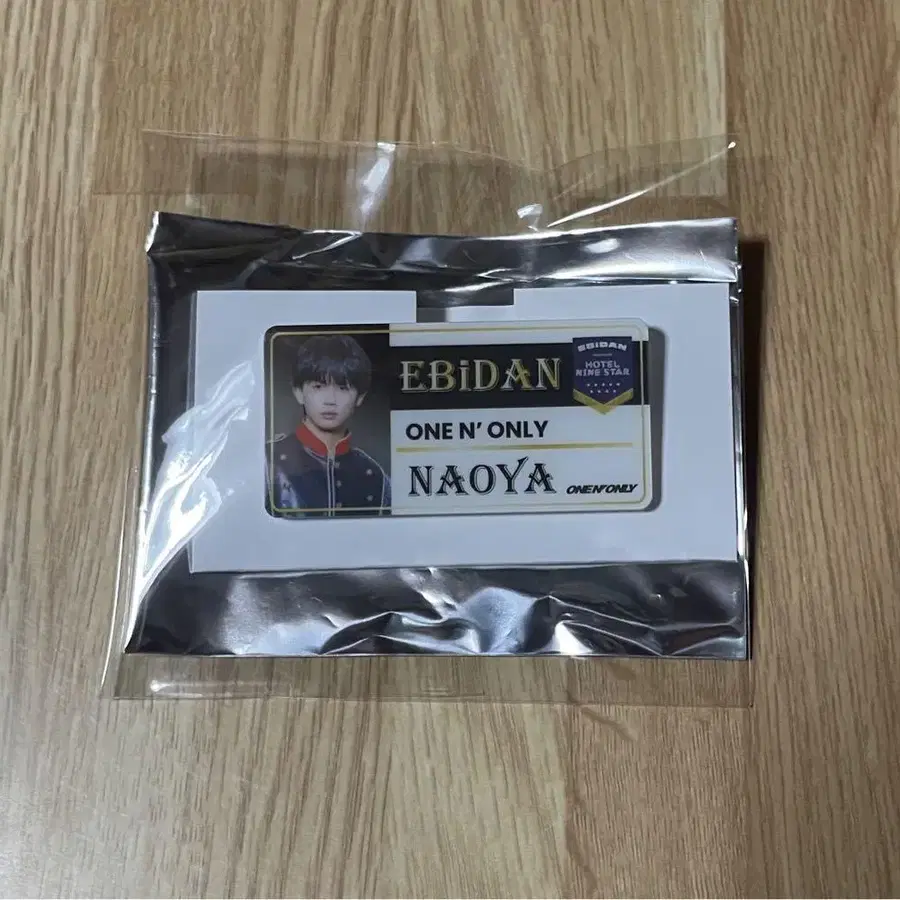 EBiDAN
EBiDAN
HOTEL
NINE STAR
ONE N' ONLY
NAOYA
ONE N' ONLY